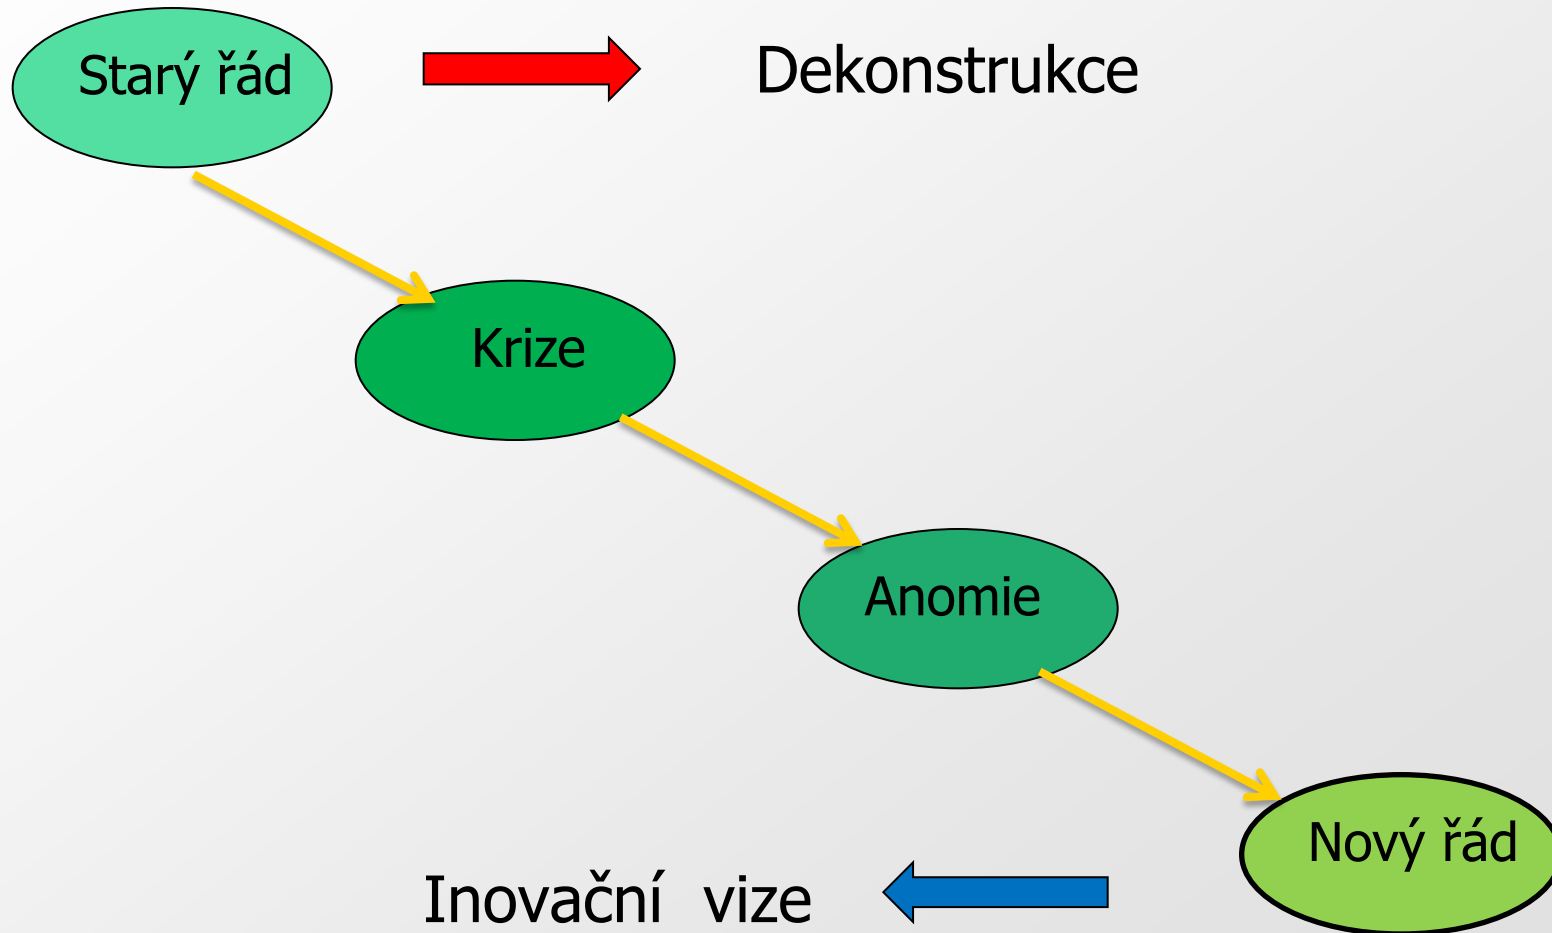 Starý řád
Dekonstrukce
Krize
Anomie
Nový řád
Inovační vize